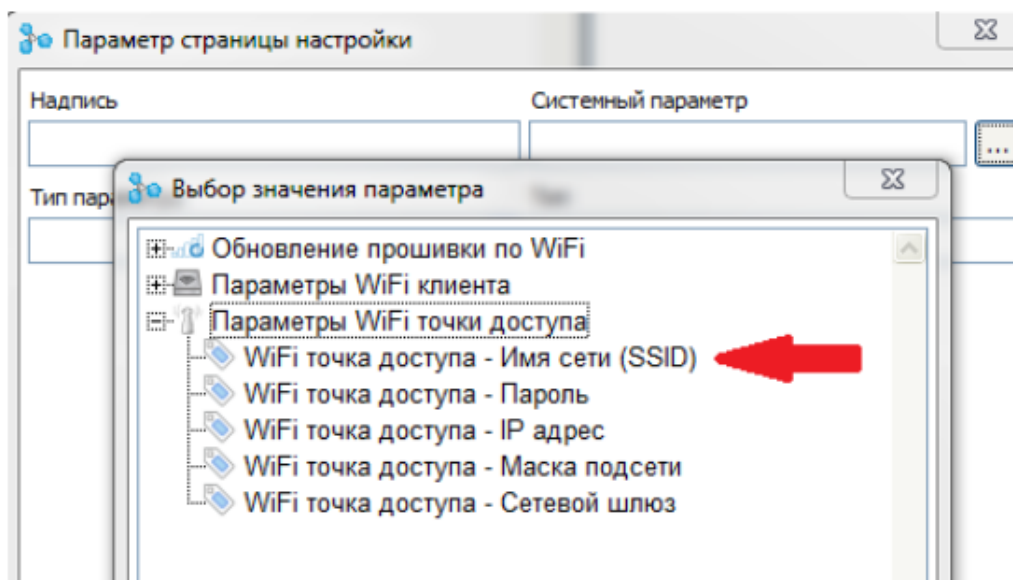 Параметр страницы настройки
Надпись
Системный параметр
...
Тип пара
Выбор значения параметра
Обновление прошивки по WiFi
Параметры WiFi клиента
Параметры WiFi точки доступа
WiFi точка доступа - Имя сети (SSID)
WiFi точка доступа - Пароль
WiFi точка доступа - IP адрес
WiFi точка доступа - Маска подсети
WiFi точка доступа - Сетевой шлюз